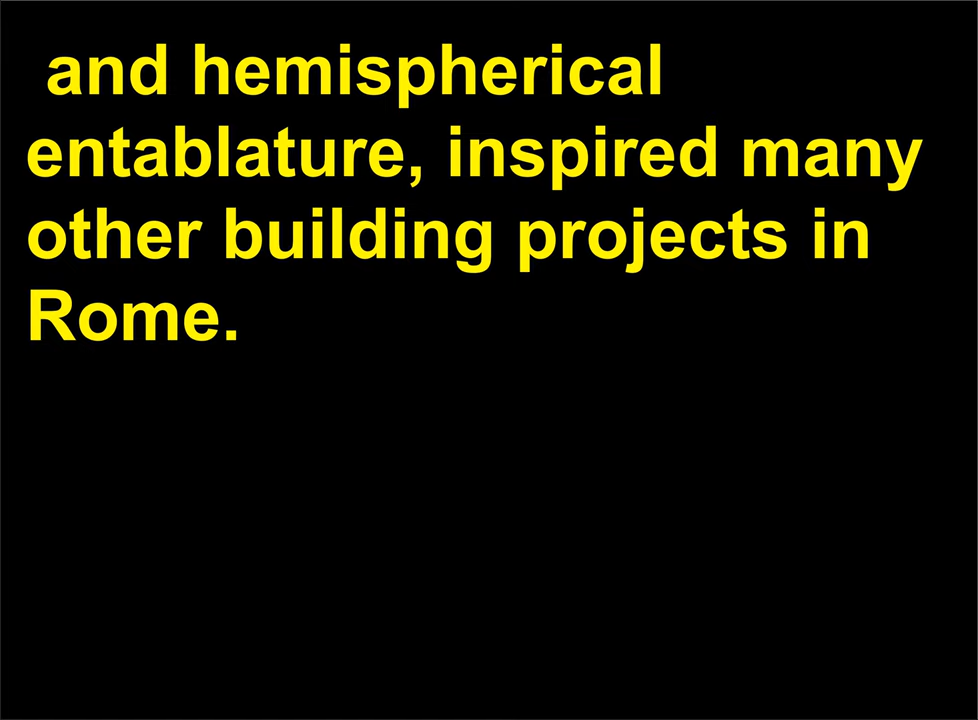 and hemispherical
entablature, inspired many
other building projects in
Rome.